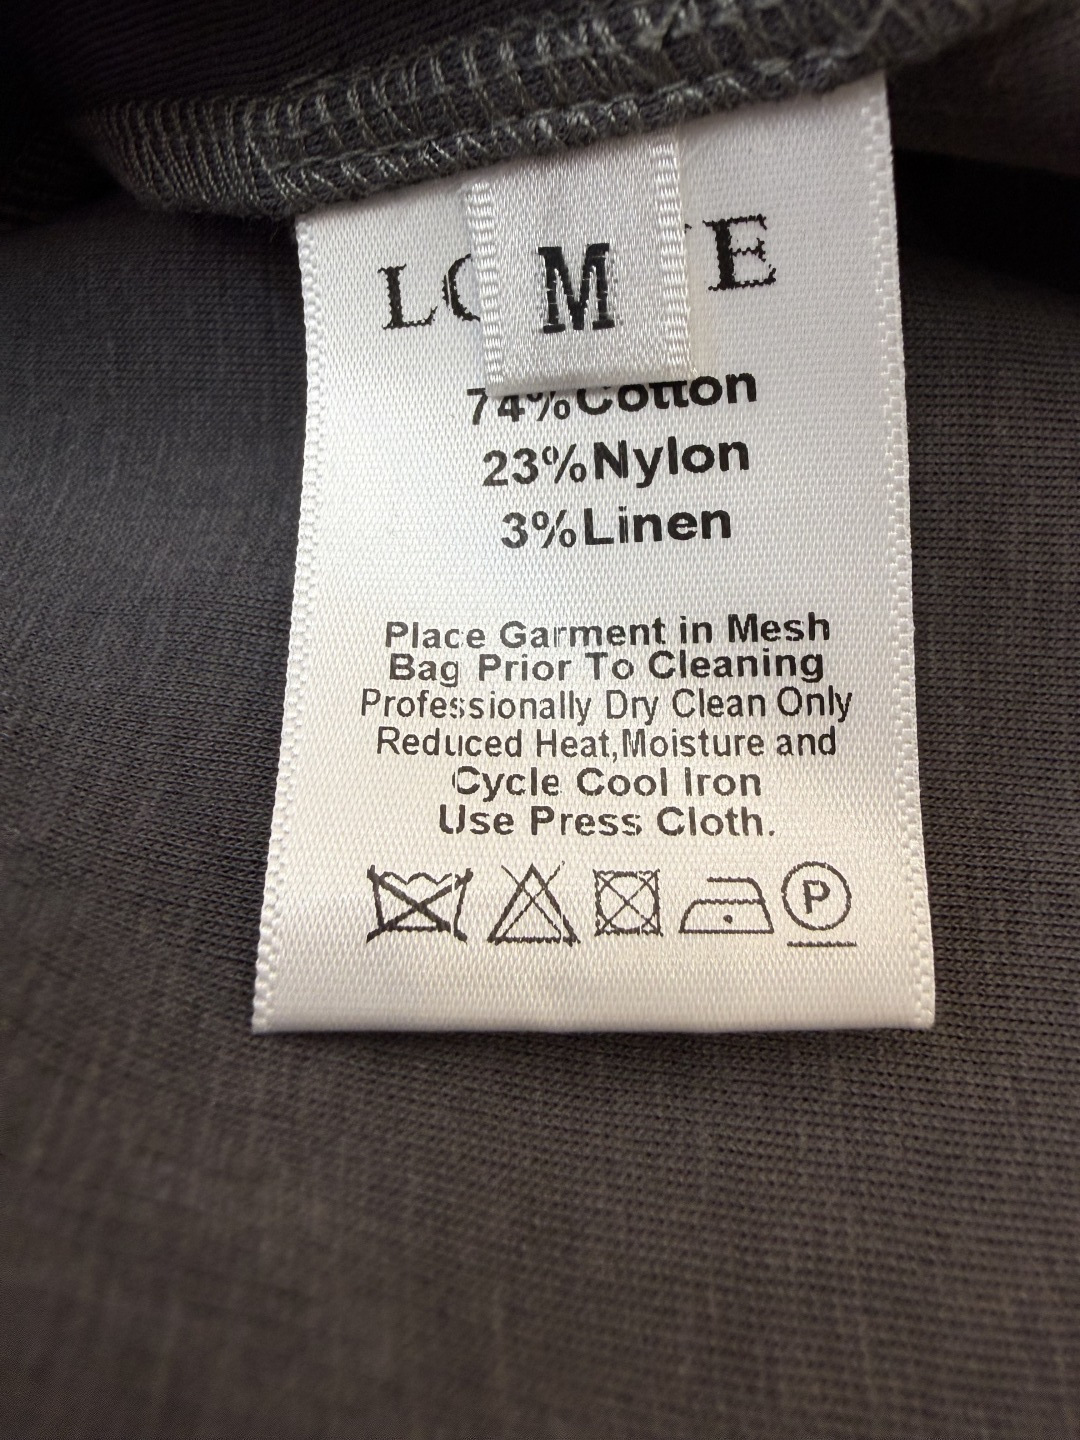 M
74%Cotton
23%Nylon
3%Linen
Place Garment in Mesh
Bag Prior To Cleaning
Professionally Dry Clean Only
Reduced Heat,Moisture and
Cycle Cool Iron
Use Press Cloth.
P